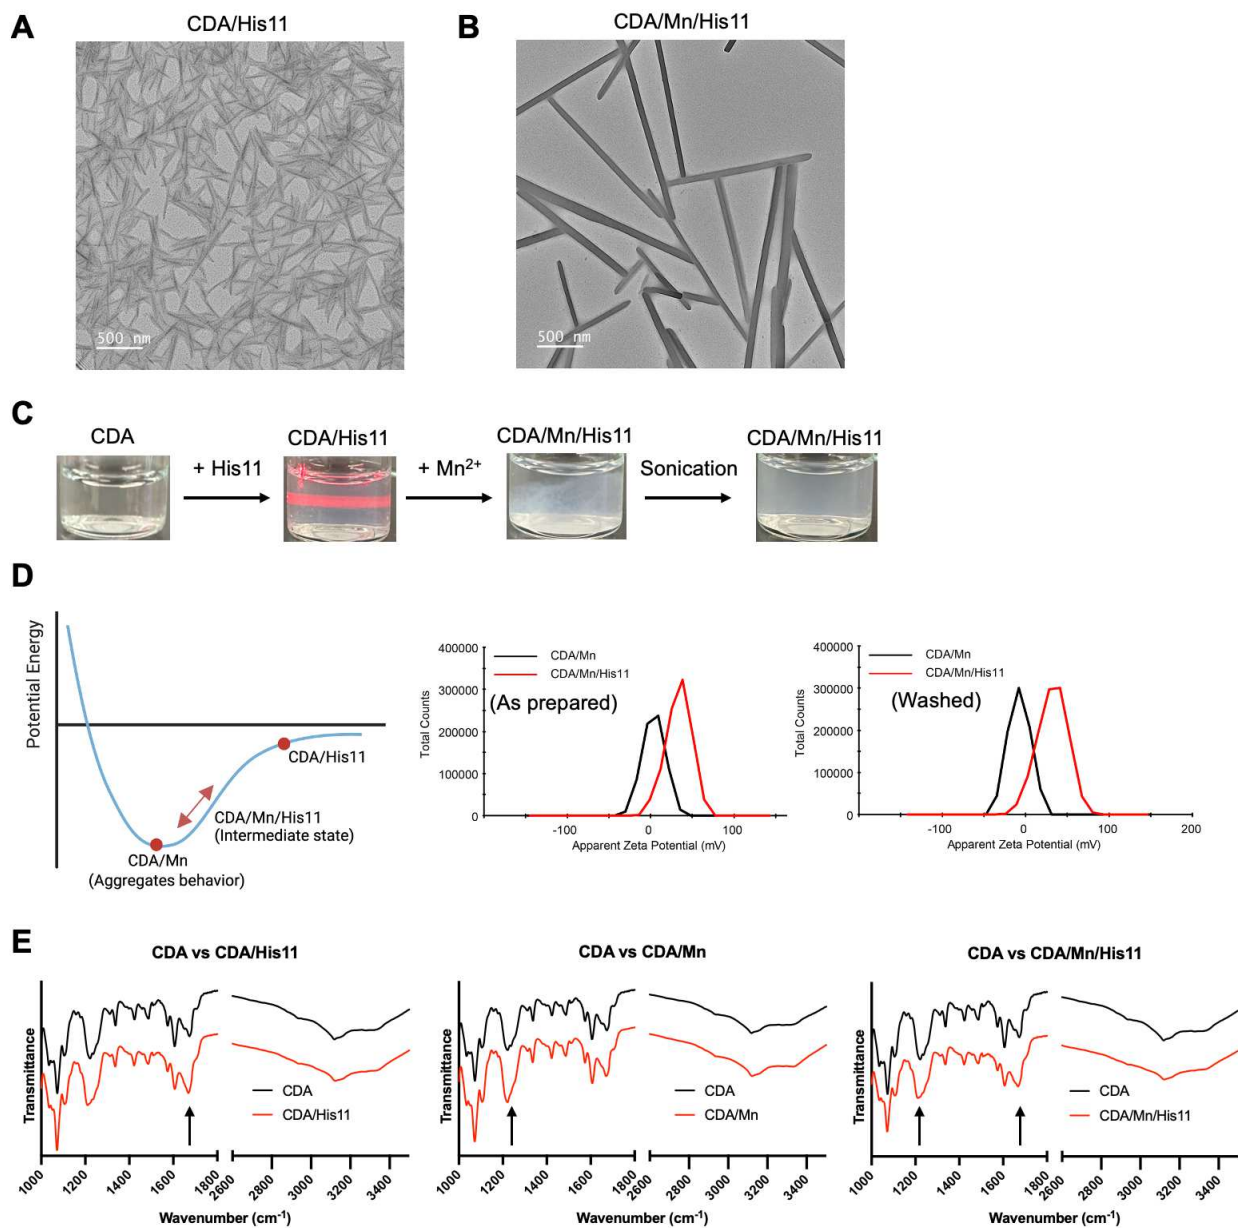 A
CDA/His11
500 nm
B
CDA/Mn/His11
500 nm
C
CDA
+ His11
CDA/His11
+ Mn²⁺
CDA/Mn/His11
Sonication
CDA/Mn/His11
D
Potential Energy
CDA/His11
CDA/Mn/His11
(Intermediate state)
CDA/Mn
(Aggregates behavior)
CDA/Mn
CDA/Mn/His11
(As prepared)
Total Counts
400000
300000
200000
100000
0
-100
0
100
Apparent Zeta Potential (mV)
CDA/Mn
CDA/Mn/His11
(Washed)
Total Counts
400000
300000
200000
100000
0
-100
0
100
200
Apparent Zeta Potential (mV)
E
CDA vs CDA/His11
Transmittance
CDA
CDA/His11
1000
1200
1400
1600
1800
2600
2800
3000
3200
3400
Wavenumber (cm⁻¹)
CDA vs CDA/Mn
Transmittance
CDA
CDA/Mn
1000
1200
1400
1600
1800
2600
2800
3000
3200
3400
Wavenumber (cm⁻¹)
CDA vs CDA/Mn/His11
Transmittance
CDA
CDA/Mn/His11
1000
1200
1400
1600
1800
2600
2800
3000
3200
3400
Wavenumber (cm⁻¹)